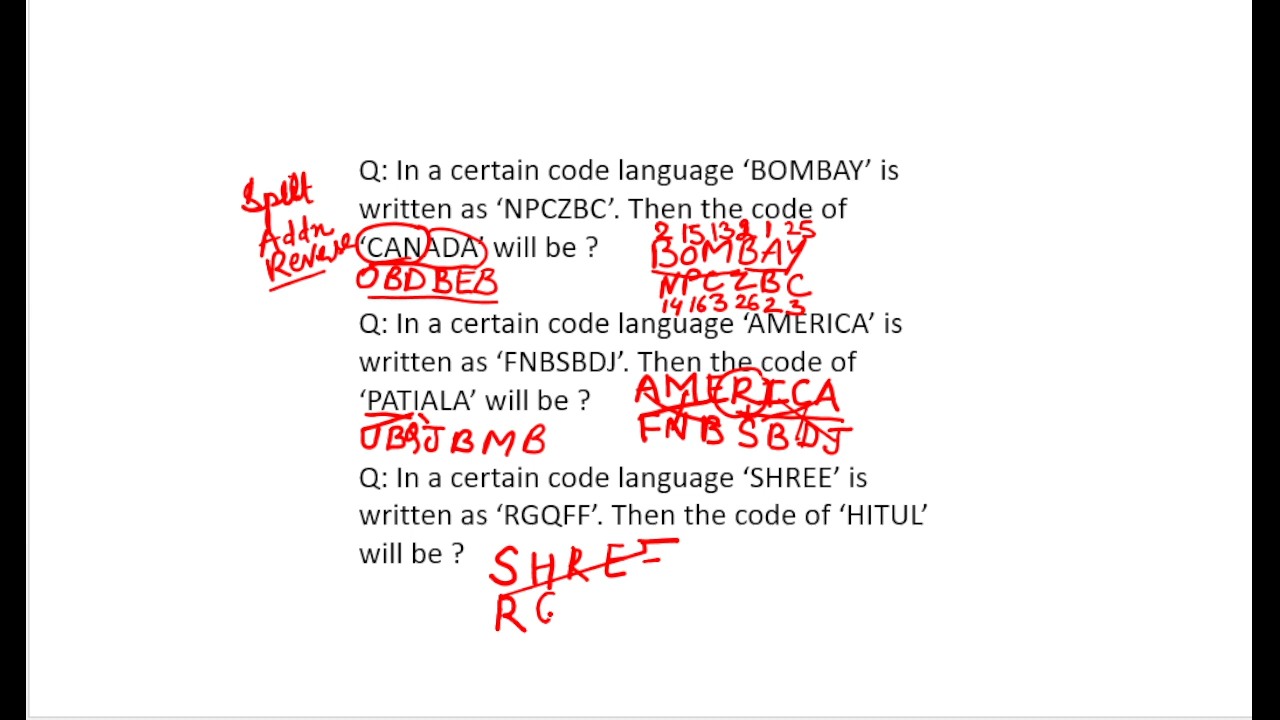 Q: In a certain code language ‘BOMBAY’ is
written as ‘NPCZBC’. Then the code of
‘CANADA’ will be ?
Split
Addn
Reverse
OBD BEB
2 15 13 2 1 25
BOMBAY
NPCZBC
14 16 3 26 2 3
Q: In a certain code language ‘AMERICA’ is
written as ‘FNBSBDJ’. Then the code of
‘PATIALA’ will be ?
AMERICA
FNBSBDJ
UBQJBMB
Q: In a certain code language ‘SHREE’ is
written as ‘RGQFF’. Then the code of ‘HITUL’
will be ?
SHREE
R G